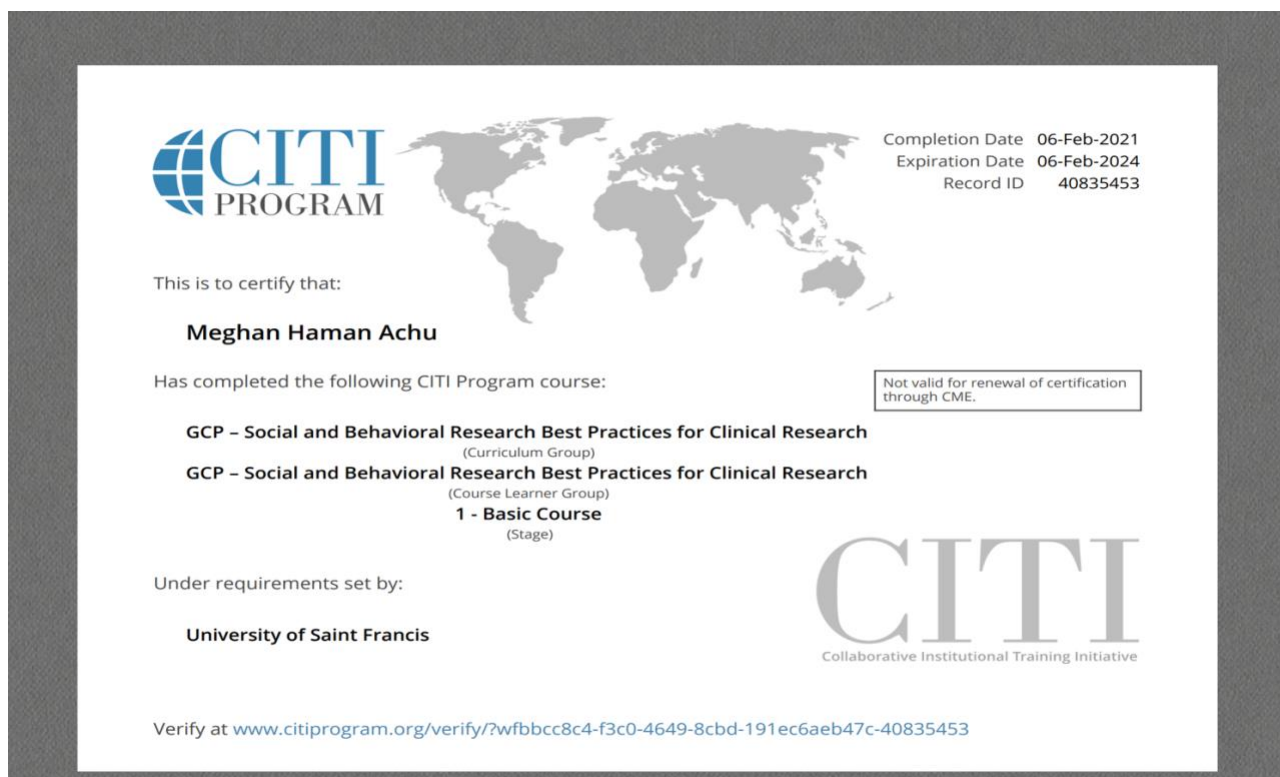 CITI
PROGRAM
Completion Date 06-Feb-2021
Expiration Date 06-Feb-2024
Record ID 40835453
This is to certify that:
Meghan Haman Achu
Has completed the following CITI Program course:
Not valid for renewal of certification
through CME.
GCP – Social and Behavioral Research Best Practices for Clinical Research
(Curriculum Group)
GCP – Social and Behavioral Research Best Practices for Clinical Research
(Course Learner Group)
1 - Basic Course
(Stage)
Under requirements set by:
University of Saint Francis
CITI
Collaborative Institutional Training Initiative
Verify at www.citiprogram.org/verify/?wfbbcc8c4-f3c0-4649-8cbd-191ec6aeb47c-40835453